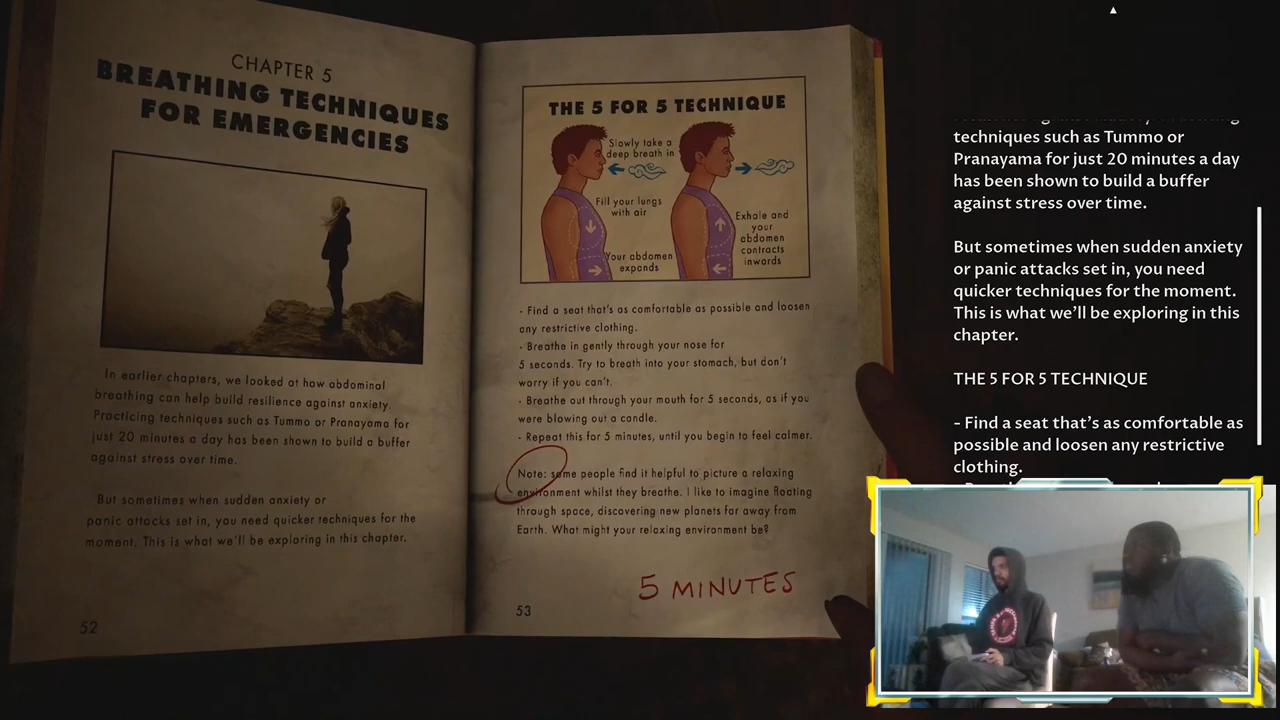 CHAPTER 5
BREATHING TECHNIQUES
FOR EMERGENCIES
In earlier chapters, we looked at how abdominal
breathing can help build resilience against anxiety.
Practicing techniques such as Tummo or Pranayama for
just 20 minutes a day has been shown to build a buffer
against stress over time.
But sometimes when sudden anxiety or
panic attacks set in, you need quicker techniques for the
moment. This is what we'll be exploring in this chapter.
52
THE 5 FOR 5 TECHNIQUE
Slowly take a
deep breath in
Fill your lungs
with air
Your abdomen
expands
Exhale and
your
abdomen
contracts
inwards
- Find a seat that's as comfortable as possible and loosen
any restrictive clothing.
- Breathe in gently through your nose for
5 seconds. Try to breath into your stomach, but don't
worry if you can't.
- Breathe out through your mouth for 5 seconds, as if you
were blowing out a candle.
- Repeat this for 5 minutes, until you begin to feel calmer.
Note: some people find it helpful to picture a relaxing
environment whilst they breathe. I like to imagine floating
through space, discovering new planets far away from
Earth. What might your relaxing environment be?
5 MINUTES
53
techniques such as Tummo or
Pranayama for just 20 minutes a day
has been shown to build a buffer
against stress over time.
But sometimes when sudden anxiety
or panic attacks set in, you need
quicker techniques for the moment.
This is what we'll be exploring in this
chapter.
THE 5 FOR 5 TECHNIQUE
- Find a seat that's as comfortable as
possible and loosen any restrictive
clothing.